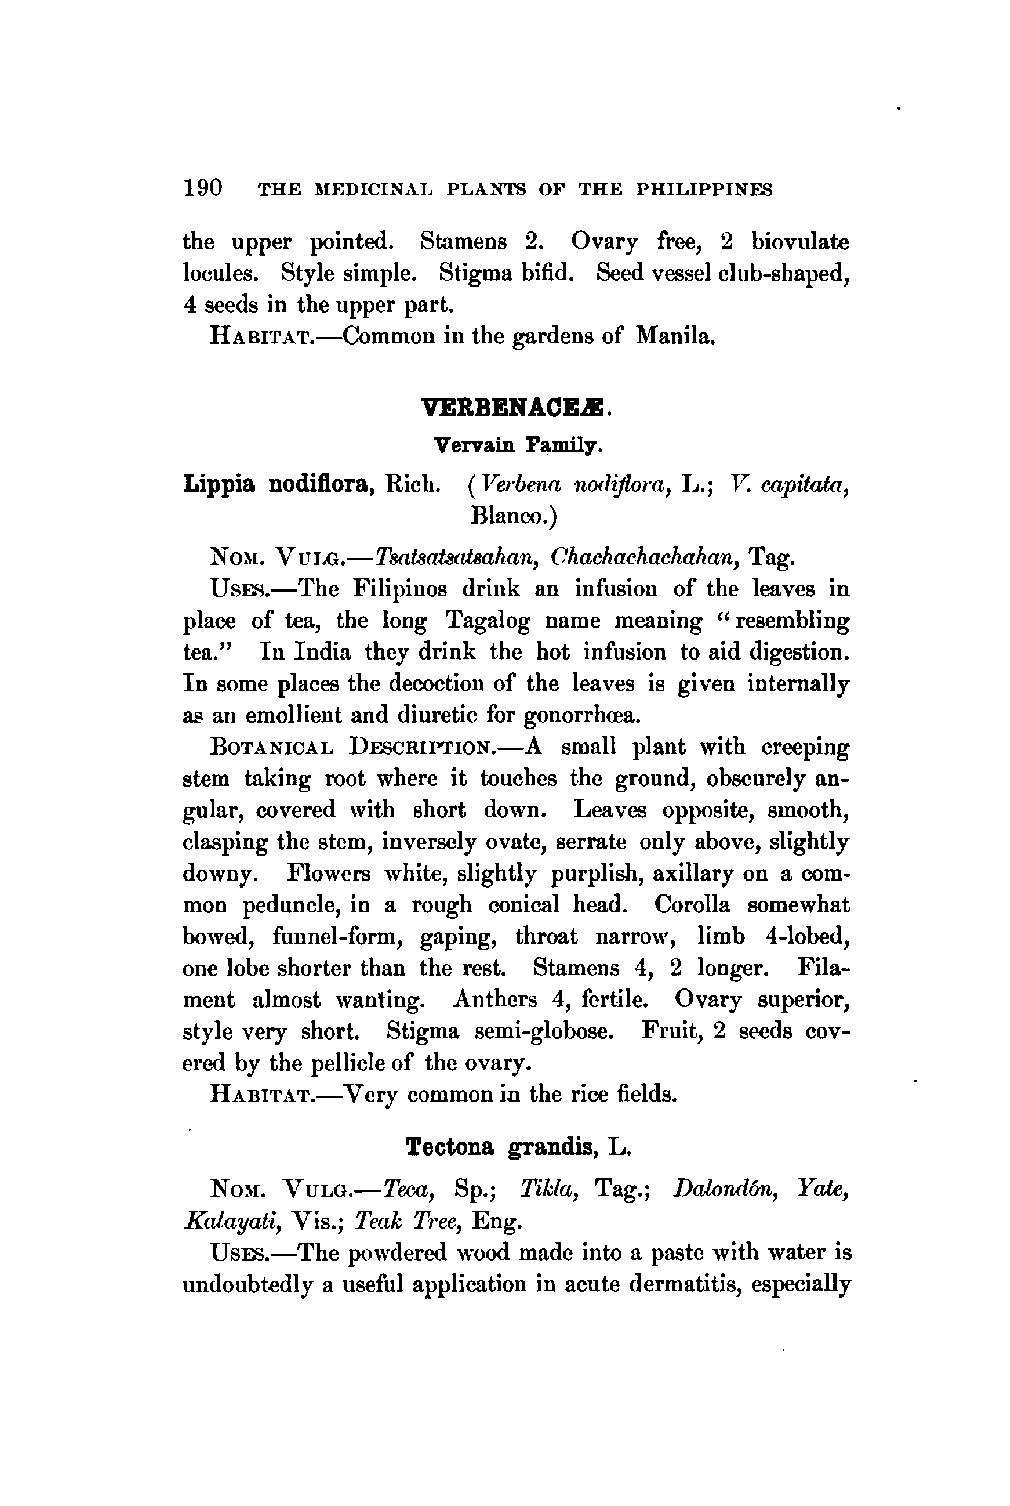 190 THE MEDICINAL PLANTS OF THE PHILIPPINES
the upper pointed. Stamens 2. Ovary free, 2 biovulate
locules. Style simple. Stigma bifid. Seed vessel club-shaped,
4 seeds in the upper part.
HABITAT.—Common in the gardens of Manila.
VERBENACEÆ.
Vervain Family.
Lippia nodiflora, Rich. (Verbena nodiflora, L.; V. capitata,
Blanco.)
NOM. VULG.—Tsatsatsatsahan, Chachachachahan, Tag.
USES.—The Filipinos drink an infusion of the leaves in
place of tea, the long Tagalog name meaning “resembling
tea.” In India they drink the hot infusion to aid digestion.
In some places the decoction of the leaves is given internally
as an emollient and diuretic for gonorrhœa.
BOTANICAL DESCRIPTION.—A small plant with creeping
stem taking root where it touches the ground, obscurely an-
gular, covered with short down. Leaves opposite, smooth,
clasping the stem, inversely ovate, serrate only above, slightly
downy. Flowers white, slightly purplish, axillary on a com-
mon peduncle, in a rough conical head. Corolla somewhat
bowed, funnel-form, gaping, throat narrow, limb 4-lobed,
one lobe shorter than the rest. Stamens 4, 2 longer. Fila-
ment almost wanting. Anthers 4, fertile. Ovary superior,
style very short. Stigma semi-globose. Fruit, 2 seeds cov-
ered by the pellicle of the ovary.
HABITAT.—Very common in the rice fields.
Tectona grandis, L.
NOM. VULG.—Teca, Sp.; Tikla, Tag.; Dalondón, Yate,
Kalayati, Vis.; Teak Tree, Eng.
USES.—The powdered wood made into a paste with water is
undoubtedly a useful application in acute dermatitis, especially